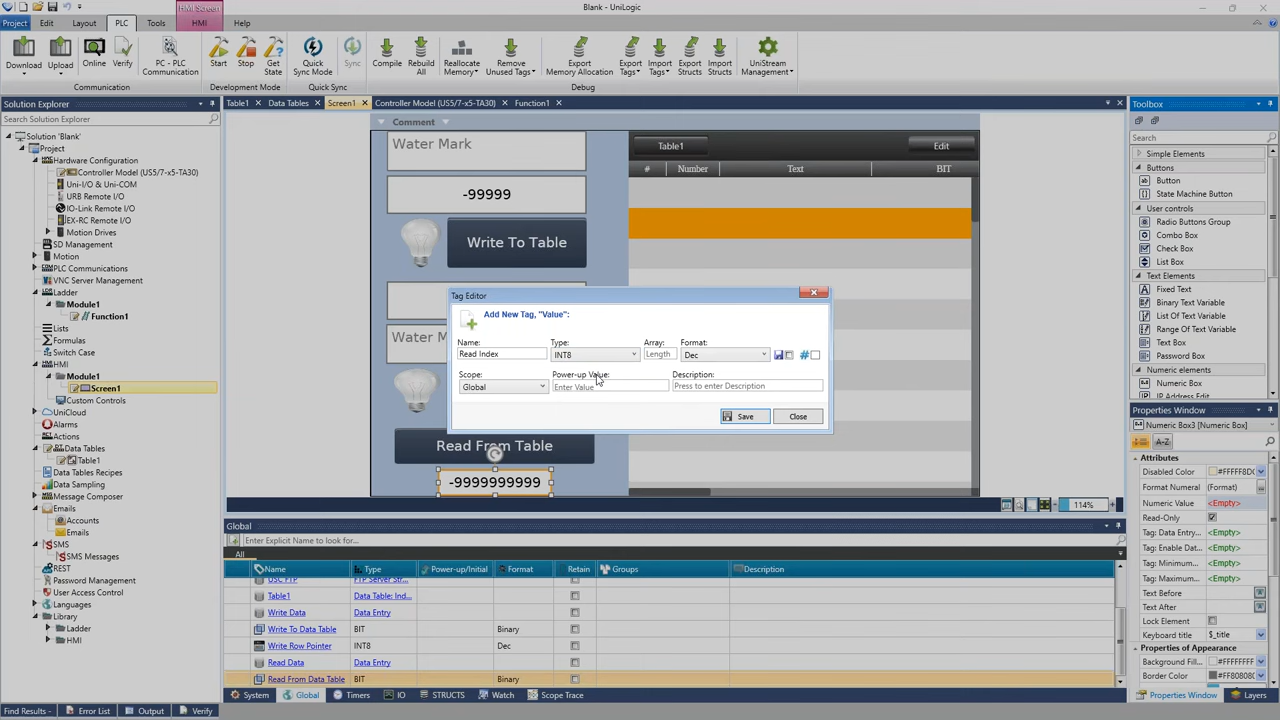 Blank - UniLogic
HMI Screen
Project Edit Layout PLC Tools HMI Help
Download Upload Online Verify PC - PLC Communication Start Stop Get State Quick Sync Mode Sync Compile Rebuild All Reallocate Memory Remove Unused Tags Export Memory Allocation Export Tags Import Tags Export Structs Import Structs UniStream Management
Communication Development Mode Quick Sync Debug
Solution Explorer
Search
Solution 'Blank'
Project
Hardware Configuration
Controller Model (US5/7-x5-TA30)
Uni-I/O & Uni-COM
URB Remote I/O
IO-Link Remote I/O
EX-RC Remote I/O
Motion Drives
SD Management
Motion
PLC Communications
VNC Server Management
Ladder
Module1
Function1
Lists
Formulas
Switch Case
HMI
Module1
Screen1
Custom Controls
UniCloud
Alarms
Actions
Data Tables
Table1
Data Tables Recipes
Data Sampling
Message Composer
Emails
Accounts
Emails
SMS
SMS Messages
REST
Password Management
User Access Control
Languages
Library
Ladder
HMI
Table1 Data Tables Screen1 Controller Model (US5/7-x5-TA30) Function1
Comment
Water Mark
-99999
Write To Table
Water Mark
Read From Table
-9999999999
Table1 Edit
# Number Text BIT
Tag Editor
Add New Tag, "Value":
Name: Type: Array: Format:
Read Index INT8 Length Dec #
Scope: Power-up Value: Description:
Global Enter Value Press to enter Description
Save Close
114%
Global
Enter Explicit Name to look for...
All
Name Type Power-up/Initial Format Retain Groups Description
USC FTP FTP Server Str...
Table1 Data Table: Ind...
Write Data Data Entry
Write To Data Table BIT Binary
Write Row Pointer INT8 Dec
Read Data Data Entry
Read From Data Table BIT Binary
System Global Timers IO STRUCTS Watch Scope Trace
Toolbox
Search
Simple Elements
Buttons
Button
State Machine Button
User controls
Radio Buttons Group
Combo Box
Check Box
List Box
Text Elements
Fixed Text
Binary Text Variable
List Of Text Variable
Range Of Text Variable
Text Box
Password Box
IP Address Edit
Properties Window
Numeric Box3 (Numeric Box)
A-Z
Attributes
Disabled Color #FFFFF8DC
Format Numeral (Format)
Numeric Value <Empty>
Read-Only
Tag: Data Entry... <Empty>
Tag: Enable Dat... <Empty>
Tag: Minimum... <Empty>
Tag: Maximum... <Empty>
Text Before
Text After
Lock Element
Keyboard title $_title
Properties of Appearance
Background Fill... #FFFFFFFF
Border Color #FF80808
Properties Window Layers
Find Results - Error List Output Verify